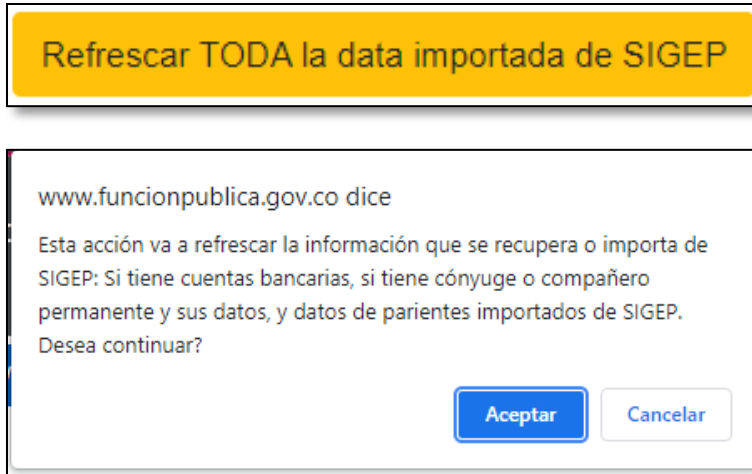 Refrescar TODA la data importada de SIGEP
www.funcionpublica.gov.co dice
Esta acción va a refrescar la información que se recupera o importa de
SIGEP: Si tiene cuentas bancarias, si tiene cónyuge o compañero
permanente y sus datos, y datos de parientes importados de SIGEP.
Desea continuar?
Aceptar
Cancelar